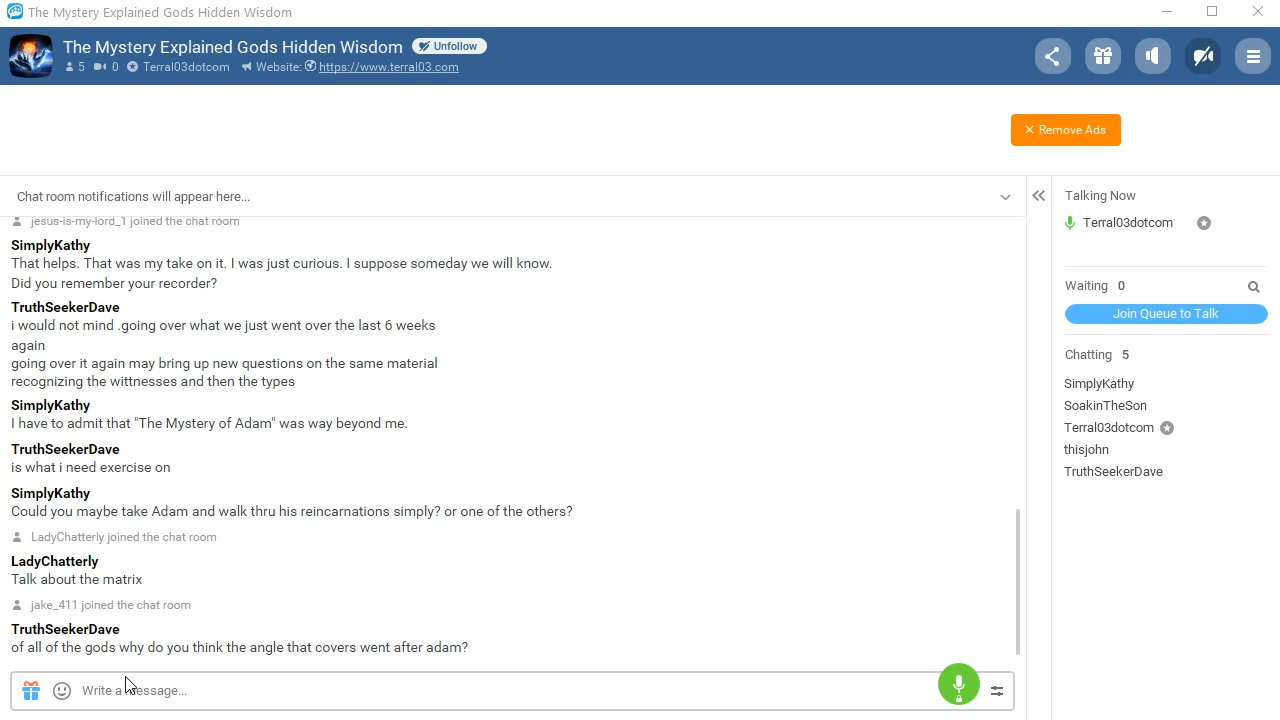 The Mystery Explained Gods Hidden Wisdom
The Mystery Explained Gods Hidden Wisdom Unfollow
5 0 Terral03dotcom Website: https://www.terral03.com
Remove Ads
Chat room notifications will appear here...
jesus-is-my-lord_1 joined the chat room
SimplyKathy
That helps. That was my take on it. I was just curious. I suppose someday we will know.
Did you remember your recorder?
TruthSeekerDave
i would not mind .going over what we just went over the last 6 weeks
again
going over it again may bring up new questions on the same material
recognizing the wittnesses and then the types
SimplyKathy
I have to admit that "The Mystery of Adam" was way beyond me.
TruthSeekerDave
is what i need exercise on
SimplyKathy
Could you maybe take Adam and walk thru his reincarnations simply? or one of the others?
LadyChatterly joined the chat room
LadyChatterly
Talk about the matrix
jake_411 joined the chat room
TruthSeekerDave
of all of the gods why do you think the angle that covers went after adam?
Write a message...
Talking Now
Terral03dotcom
Waiting 0
Join Queue to Talk
Chatting 5
SimplyKathy
SoakinTheSon
Terral03dotcom
thisjohn
TruthSeekerDave